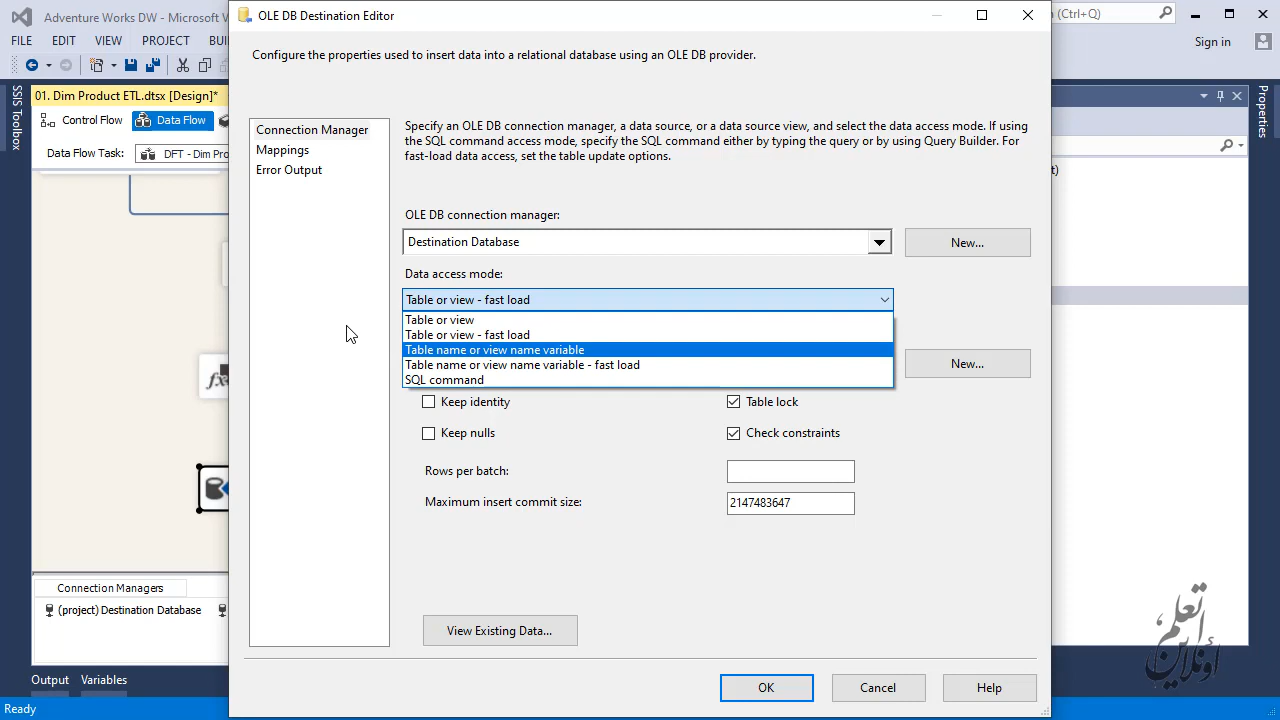 Adventure Works DW - Microsoft V
OLE DB Destination Editor
(Ctrl+Q)
FILE EDIT VIEW PROJECT BUI
Sign in
Configure the properties used to insert data into a relational database using an OLE DB provider.
SSIS Toolbox
01. Dim Product ETL.dtsx [Design]*
Properties
Control Flow
Data Flow
Data Flow Task:
DFT - Dim Pro
Connection Manager
Mappings
Error Output
Specify an OLE DB connection manager, a data source, or a data source view, and select the data access mode. If using
the SQL command access mode, specify the SQL command either by typing the query or by using Query Builder. For
fast-load data access, set the table update options.
t)
OLE DB connection manager:
Destination Database
New...
Data access mode:
Table or view - fast load
Table or view
Table or view - fast load
Table name or view name variable
Table name or view name variable - fast load
SQL command
New...
fx
Keep identity
Table lock
Keep nulls
Check constraints
Rows per batch:
Maximum insert commit size:
2147483647
Connection Managers
(project) Destination Database
View Existing Data...
أتعلم
أونلاين
Output
Variables
OK
Cancel
Help
Ready